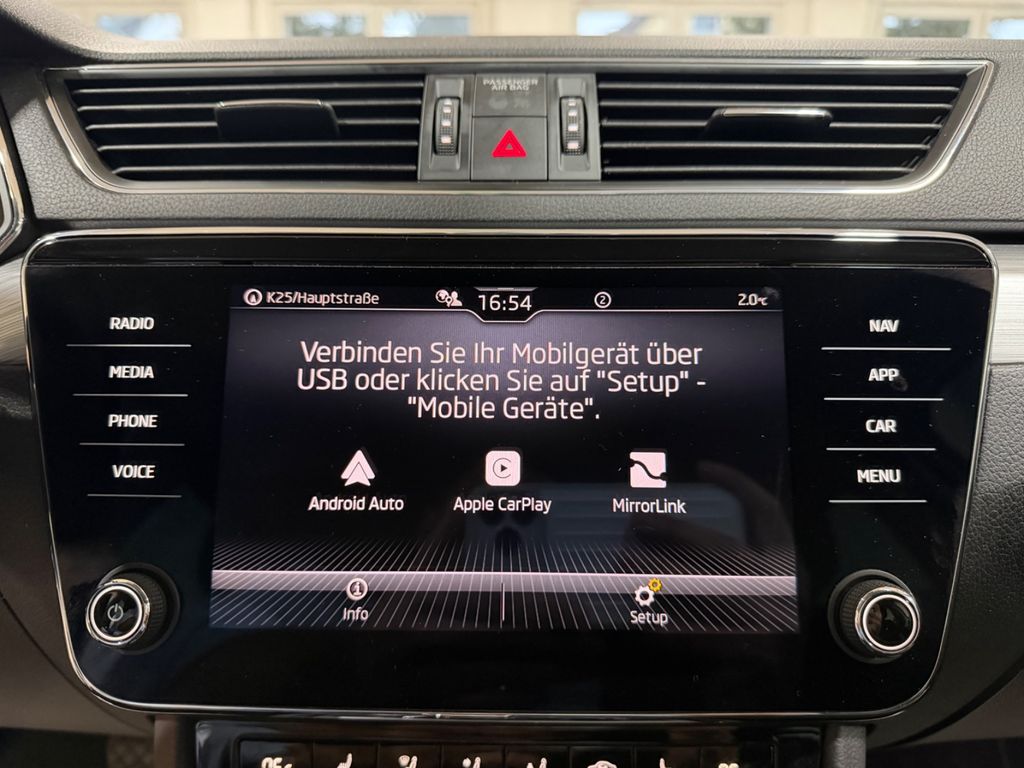 PASSENGER
AIR BAG
K25/Hauptstraße
16:54
2
2.0°C
RADIO
MEDIA
PHONE
VOICE
Verbinden Sie Ihr Mobilgerät über
USB oder klicken Sie auf "Setup" -
"Mobile Geräte".
Android Auto
Apple CarPlay
MirrorLink
Info
Setup
NAV
APP
CAR
MENU